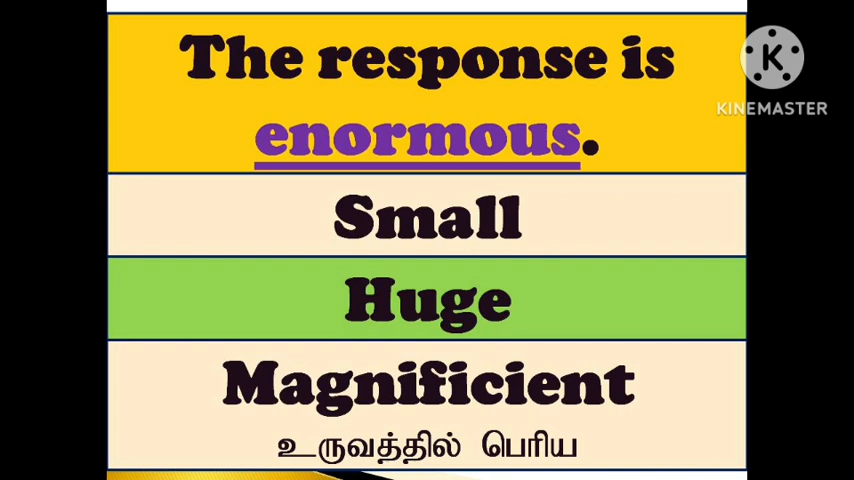 The response is
KINEMASTER
enormous.
Small
Huge
Magnificient
உருவத்தில் பெரிய